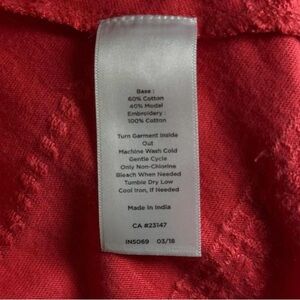 Base :
60% Cotton
40% Modal
Embroidery :
100% Cotton
Turn Garment Inside
Out
Machine Wash Cold
Gentle Cycle
Only Non-Chlorine
Bleach When Needed
Tumble Dry Low
Cool Iron, If Needed
Made in India
CA #23147
IN5069 03/18